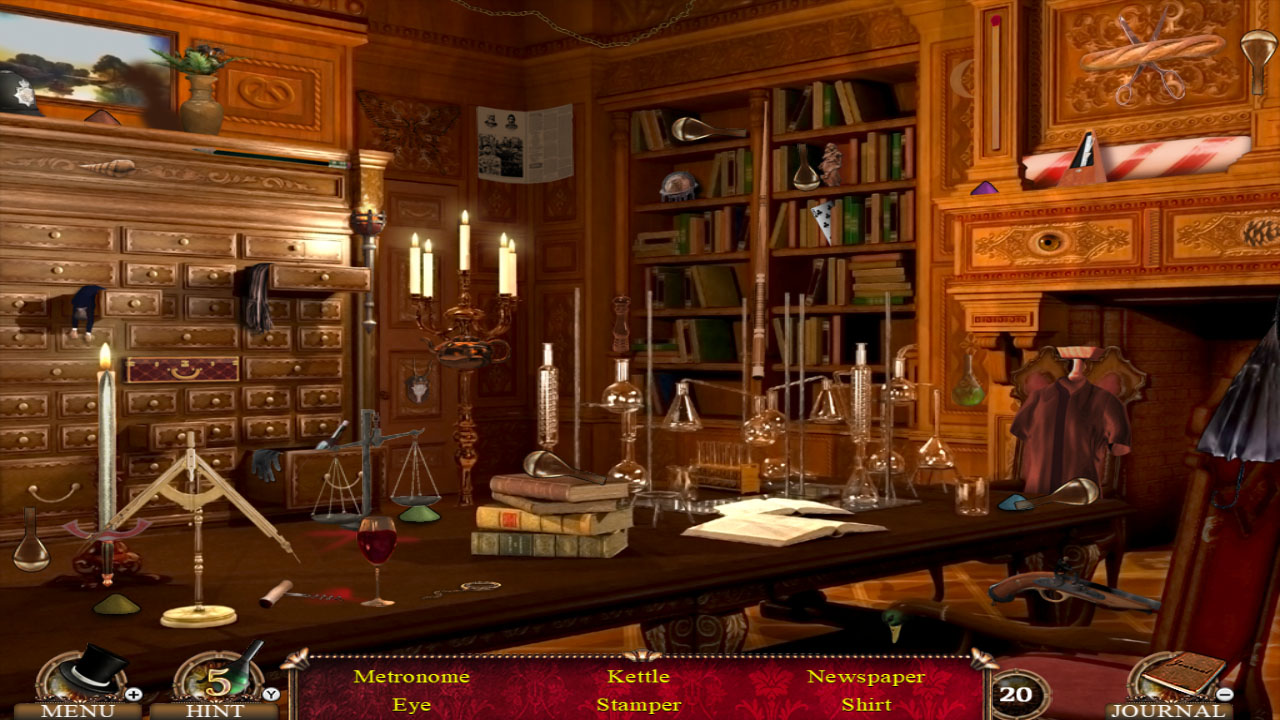 Metronome Kettle Newspaper
Eye Stamper Shirt
5
20
+
Y
-
MENU
HINT
JOURNAL